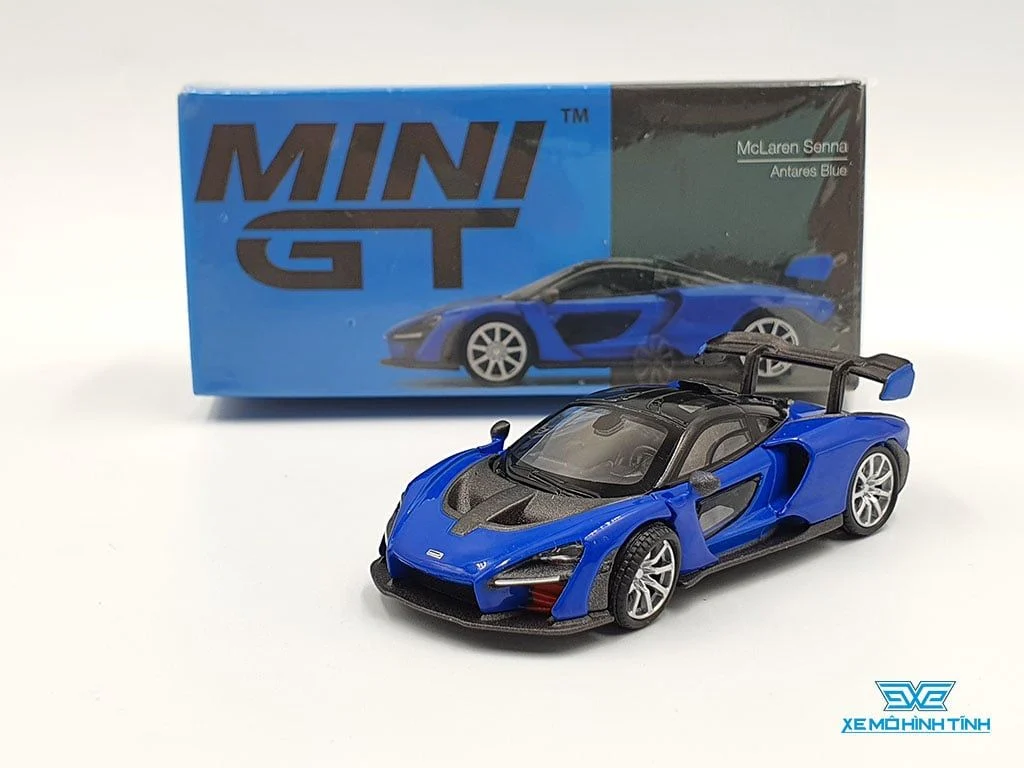 MINI
GT
TM
McLaren Senna
Antares Blue
XE MÔ HÌNH TĨNH